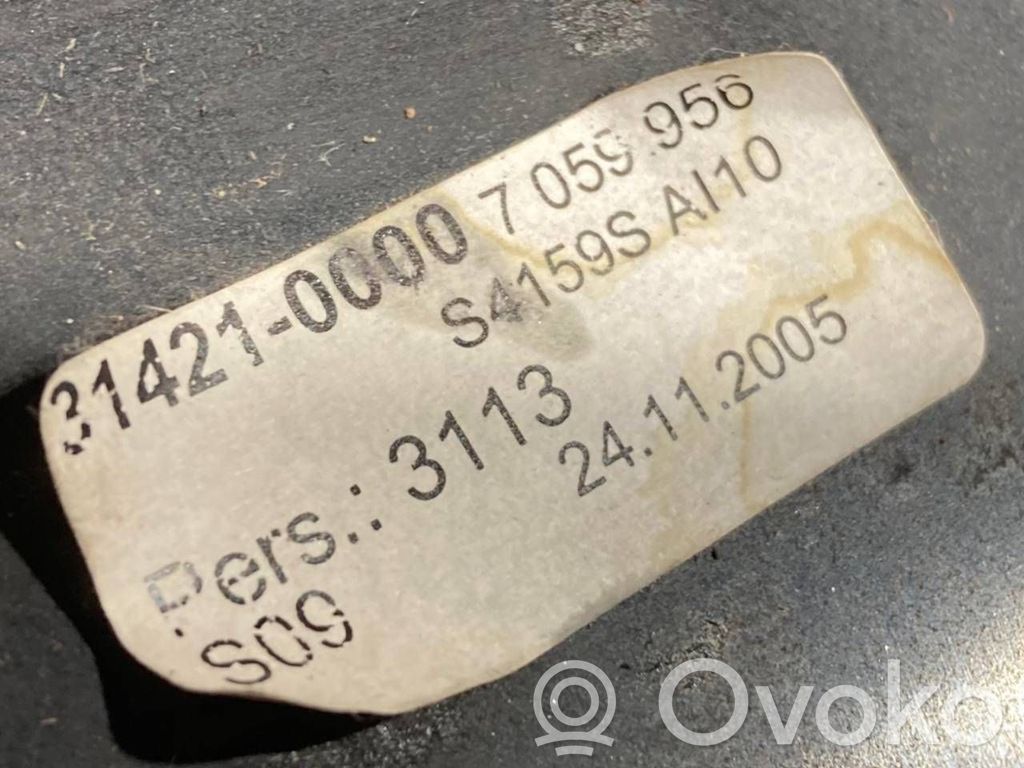 31421-0000 7 059 956
S4159S AI10
Pers.: 3113
24.11.2005
S09
Ovoko